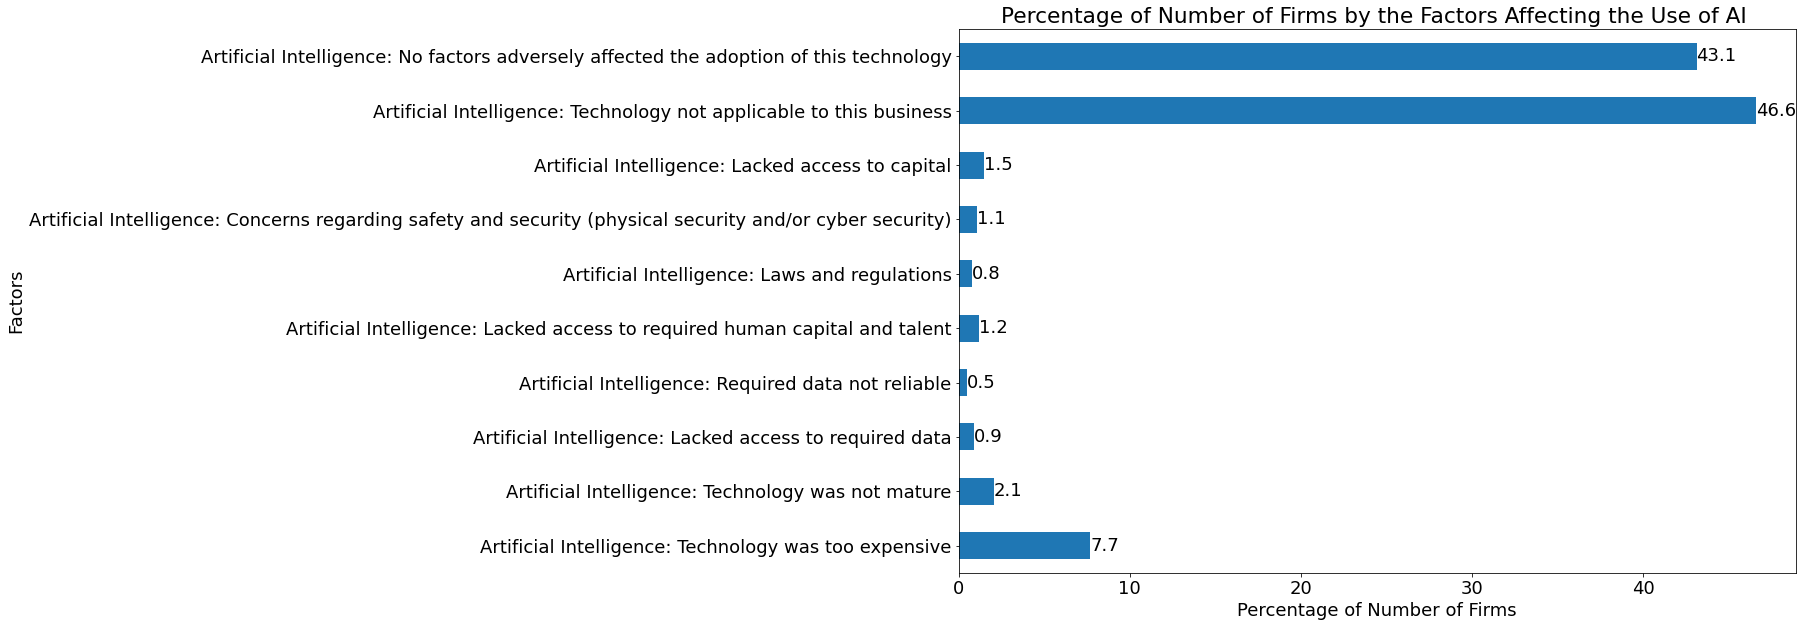 Percentage of Number of Firms by the Factors Affecting the Use of AI
Artificial Intelligence: No factors adversely affected the adoption of this technology 43.1
Artificial Intelligence: Technology not applicable to this business 46.6
Artificial Intelligence: Lacked access to capital 1.5
Artificial Intelligence: Concerns regarding safety and security (physical security and/or cyber security) 1.1
Artificial Intelligence: Laws and regulations 0.8
Artificial Intelligence: Lacked access to required human capital and talent 1.2
Artificial Intelligence: Required data not reliable 0.5
Artificial Intelligence: Lacked access to required data 0.9
Artificial Intelligence: Technology was not mature 2.1
Artificial Intelligence: Technology was too expensive 7.7
Factors
0 10 20 30 40
Percentage of Number of Firms